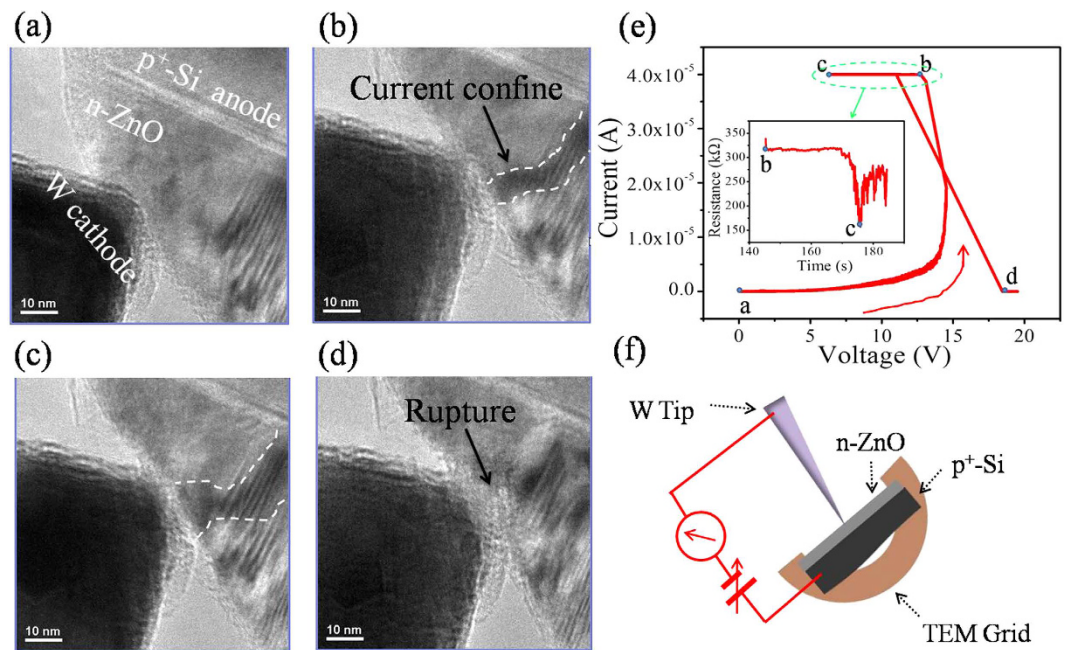 (a)
p⁺-Si anode
n-ZnO
W cathode
10 nm
(b)
Current confine
10 nm
(c)
10 nm
(d)
Rupture
10 nm
(e)
Current (A)
4.0x10⁻⁵
3.0x10⁻⁵
2.0x10⁻⁵
1.0x10⁻⁵
0.0
c
b
a
d
Resistance (kΩ)
350
300
250
200
150
b
c
140
160
180
200
Time (s)
0
5
10
15
20
Voltage (V)
(f)
W Tip
n-ZnO
p⁺-Si
TEM Grid